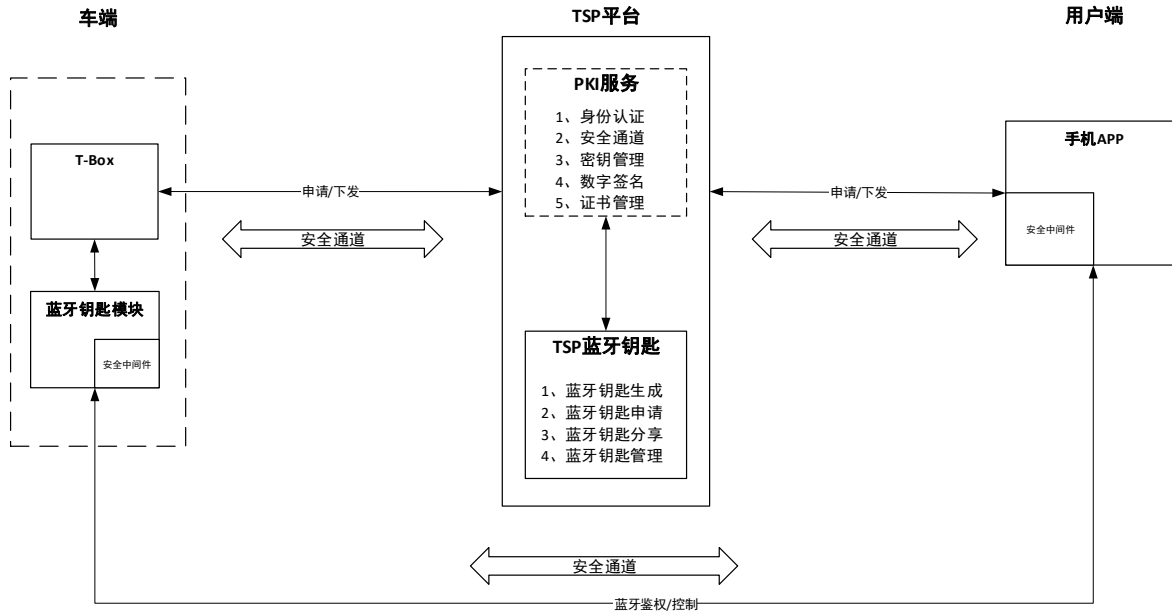 车端
TSP平台
用户端
PKI服务
1、身份认证
2、安全通道
3、密钥管理
4、数字签名
5、证书管理
T-Box
手机APP
申请/下发
申请/下发
安全通道
安全通道
安全中间件
蓝牙钥匙模块
安全中间件
TSP蓝牙钥匙
1、蓝牙钥匙生成
2、蓝牙钥匙申请
3、蓝牙钥匙分享
4、蓝牙钥匙管理
安全通道
蓝牙鉴权/控制